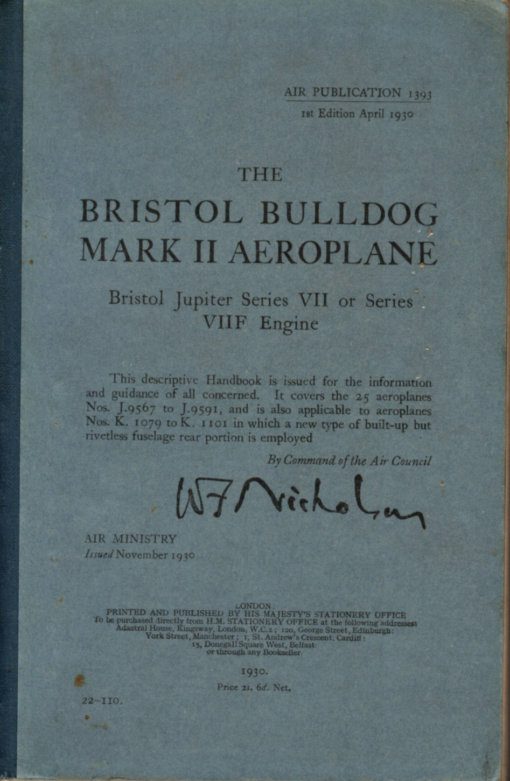 AIR PUBLICATION 1393
1st Edition April 1930
THE
BRISTOL BULLDOG
MARK II AEROPLANE
Bristol Jupiter Series VII or Series
VIIF Engine
This descriptive Handbook is issued for the information
and guidance of all concerned. It covers the 25 aeroplanes
Nos. J.9567 to J.9591, and is also applicable to aeroplanes
Nos. K. 1079 to K. 1101 in which a new type of built-up but
rivetless fuselage rear portion is employed
By Command of the Air Council
WF Nicholson
AIR MINISTRY
Issued November 1930
LONDON:
PRINTED AND PUBLISHED BY HIS MAJESTY'S STATIONERY OFFICE
To be purchased directly from H.M. STATIONERY OFFICE at the following addresses:
Adastral House, Kingsway, London, W.C.2; 120, George Street, Edinburgh:
York Street, Manchester; 1, St. Andrew's Crescent, Cardiff:
15, Donegall Square West, Belfast:
or through any Bookseller.
1930.
Price 2s. 6d. Net.
22-110.